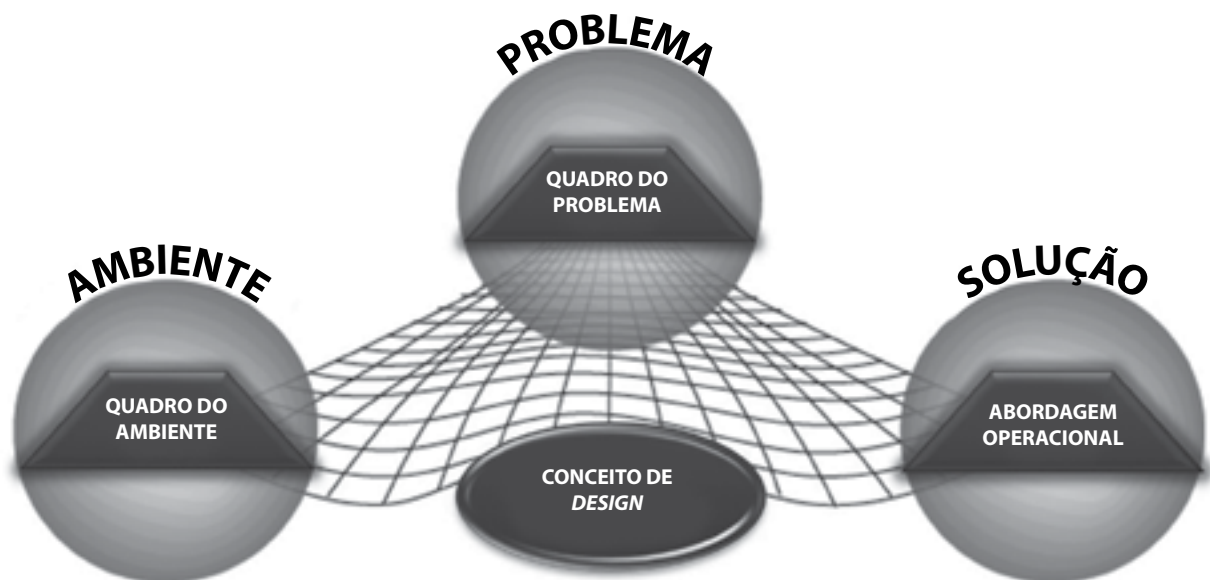 PROBLEMA
QUADRO DO
PROBLEMA
AMBIENTE
QUADRO DO
AMBIENTE
SOLUÇÃO
ABORDAGEM
OPERACIONAL
CONCEITO DE
DESIGN